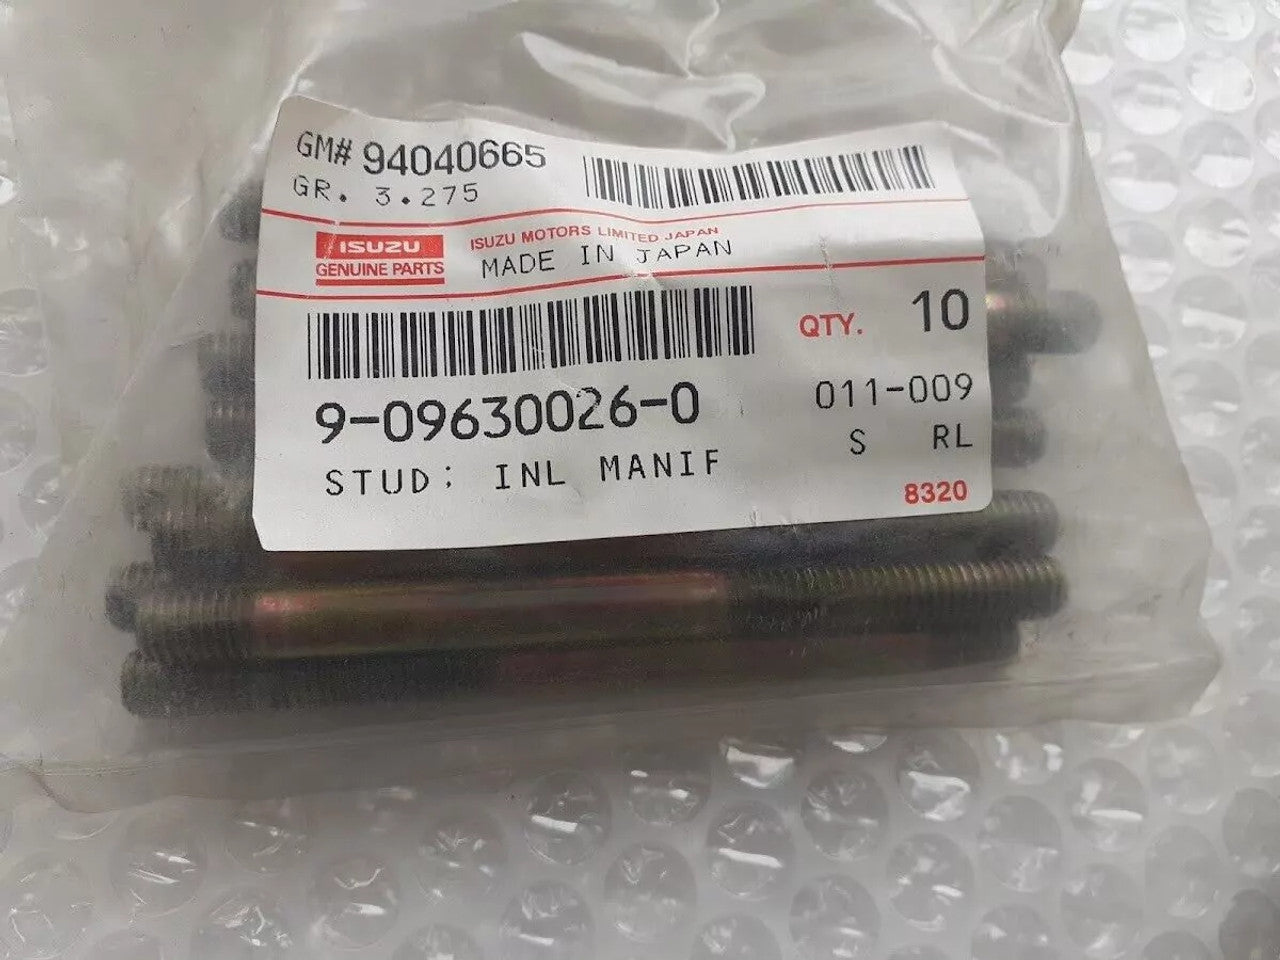 GM# 94040665
GR. 3.275
ISUZU
GENUINE PARTS
ISUZU MOTORS LIMITED JAPAN
MADE IN JAPAN
QTY. 10
9-09630026-0
011-009
STUD; INL MANIF
S RL
8320